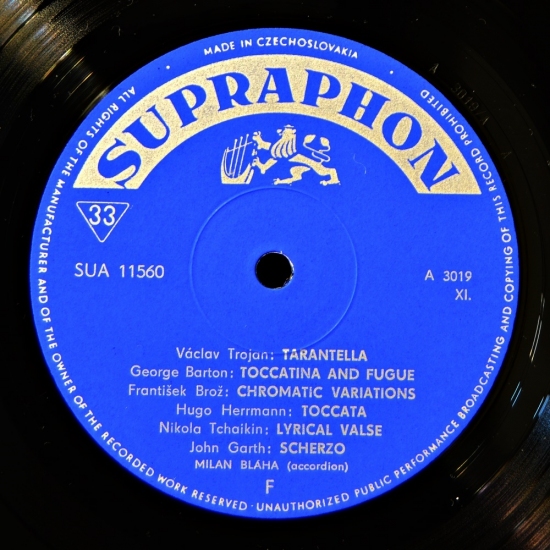 MADE IN CZECHOSLOVAKIA
SUPRAPHON
33
SUA 11560
A 3019
XI.
Václav Trojan: TARANTELLA
George Barton: TOCCATINA AND FUGUE
František Brož: CHROMATIC VARIATIONS
Hugo Herrmann: TOCCATA
Nikola Tchaikin: LYRICAL VALSE
John Garth: SCHERZO
MILAN BLÁHA (accordion)
F
ALL RIGHTS OF THE MANUFACTURER AND OF THE OWNER OF THE RECORDED WORK RESERVED · UNAUTHORIZED PUBLIC PERFORMANCE BROADCASTING AND COPYING OF THIS RECORD PROHIBITED